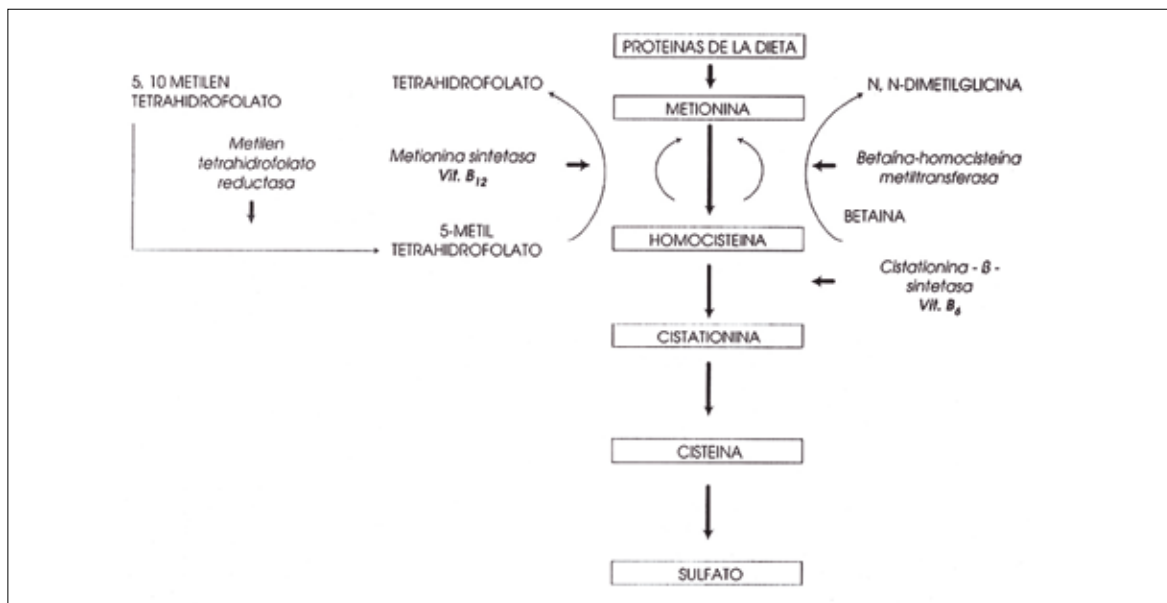 PROTEINAS DE LA DIETA
5, 10 METILEN
TETRAHIDROFOLATO
TETRAHIDROFOLATO
N, N-DIMETILGLICINA
METIONINA
Metilen
tetrahidrofolato
reductasa
Metionina sintetasa
Vit. B12
Betaína-homocisteína
metiltransferasa
BETAINA
5-METIL
TETRAHIDROFOLATO
HOMOCISTEINA
Cistationina - β -
sintetasa
Vit. B6
CISTATIONINA
CISTEINA
SULFATO